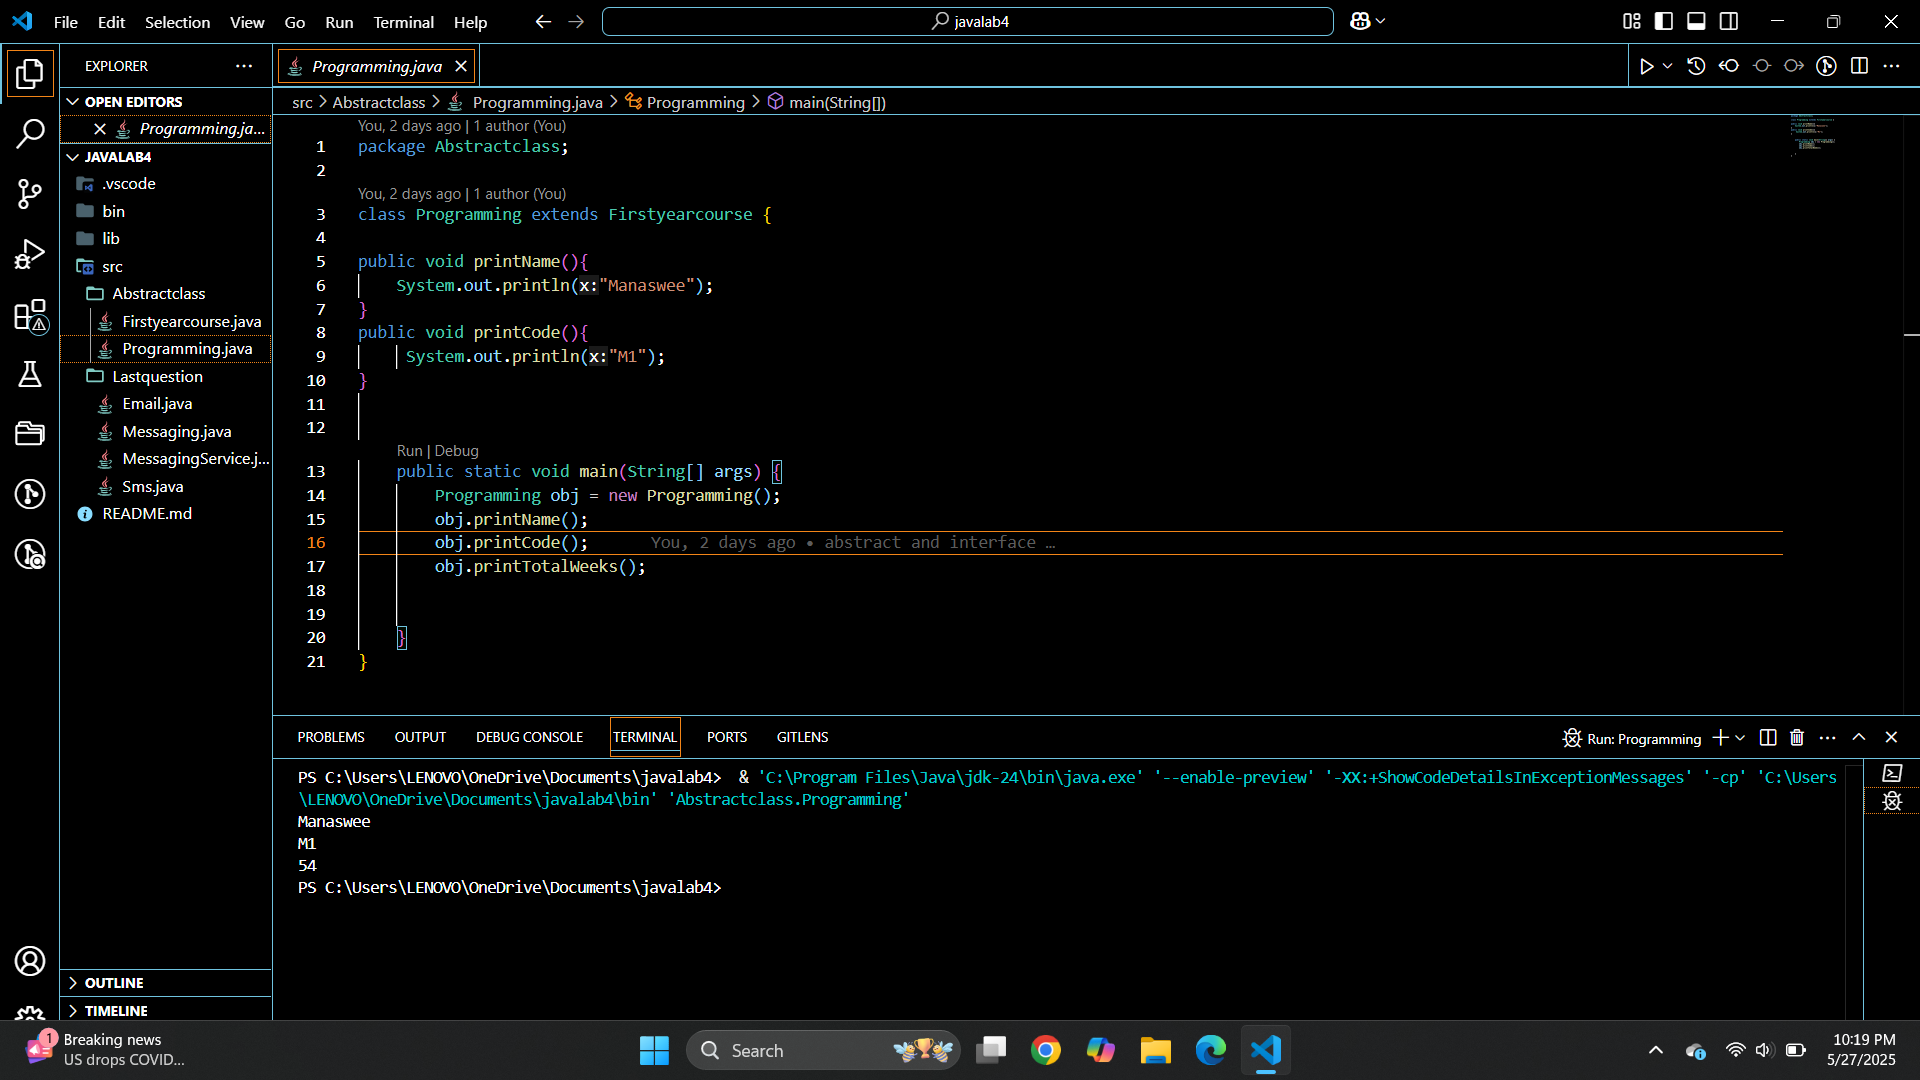 File Edit Selection View Go Run Terminal Help
javalab4
EXPLORER
Programming.java
OPEN EDITORS
Programming.ja...
JAVALAB4
.vscode
bin
lib
src
Abstractclass
Firstyearcourse.java
Programming.java
Lastquestion
Email.java
Messaging.java
MessagingService.j...
Sms.java
README.md
OUTLINE
TIMELINE
src > Abstractclass > Programming.java > Programming > main(String[])
You, 2 days ago | 1 author (You)
1 package Abstractclass;
2
You, 2 days ago | 1 author (You)
3 class Programming extends Firstyearcourse {
4
5 public void printName(){
6 System.out.println(x:"Manaswee");
7 }
8 public void printCode(){
9 System.out.println(x:"M1");
10 }
11
12
Run | Debug
13 public static void main(String[] args) {
14 Programming obj = new Programming();
15 obj.printName();
16 obj.printCode(); You, 2 days ago • abstract and interface …
17 obj.printTotalWeeks();
18
19
20 }
21 }
PROBLEMS OUTPUT DEBUG CONSOLE TERMINAL PORTS GITLENS
Run: Programming
PS C:\Users\LENOVO\OneDrive\Documents\javalab4> & 'C:\Program Files\Java\jdk-24\bin\java.exe' '--enable-preview' '-XX:+ShowCodeDetailsInExceptionMessages' '-cp' 'C:\Users
\LENOVO\OneDrive\Documents\javalab4\bin' 'Abstractclass.Programming'
Manaswee
M1
54
PS C:\Users\LENOVO\OneDrive\Documents\javalab4>
1
Breaking news
US drops COVID...
Search
10:19 PM
5/27/2025